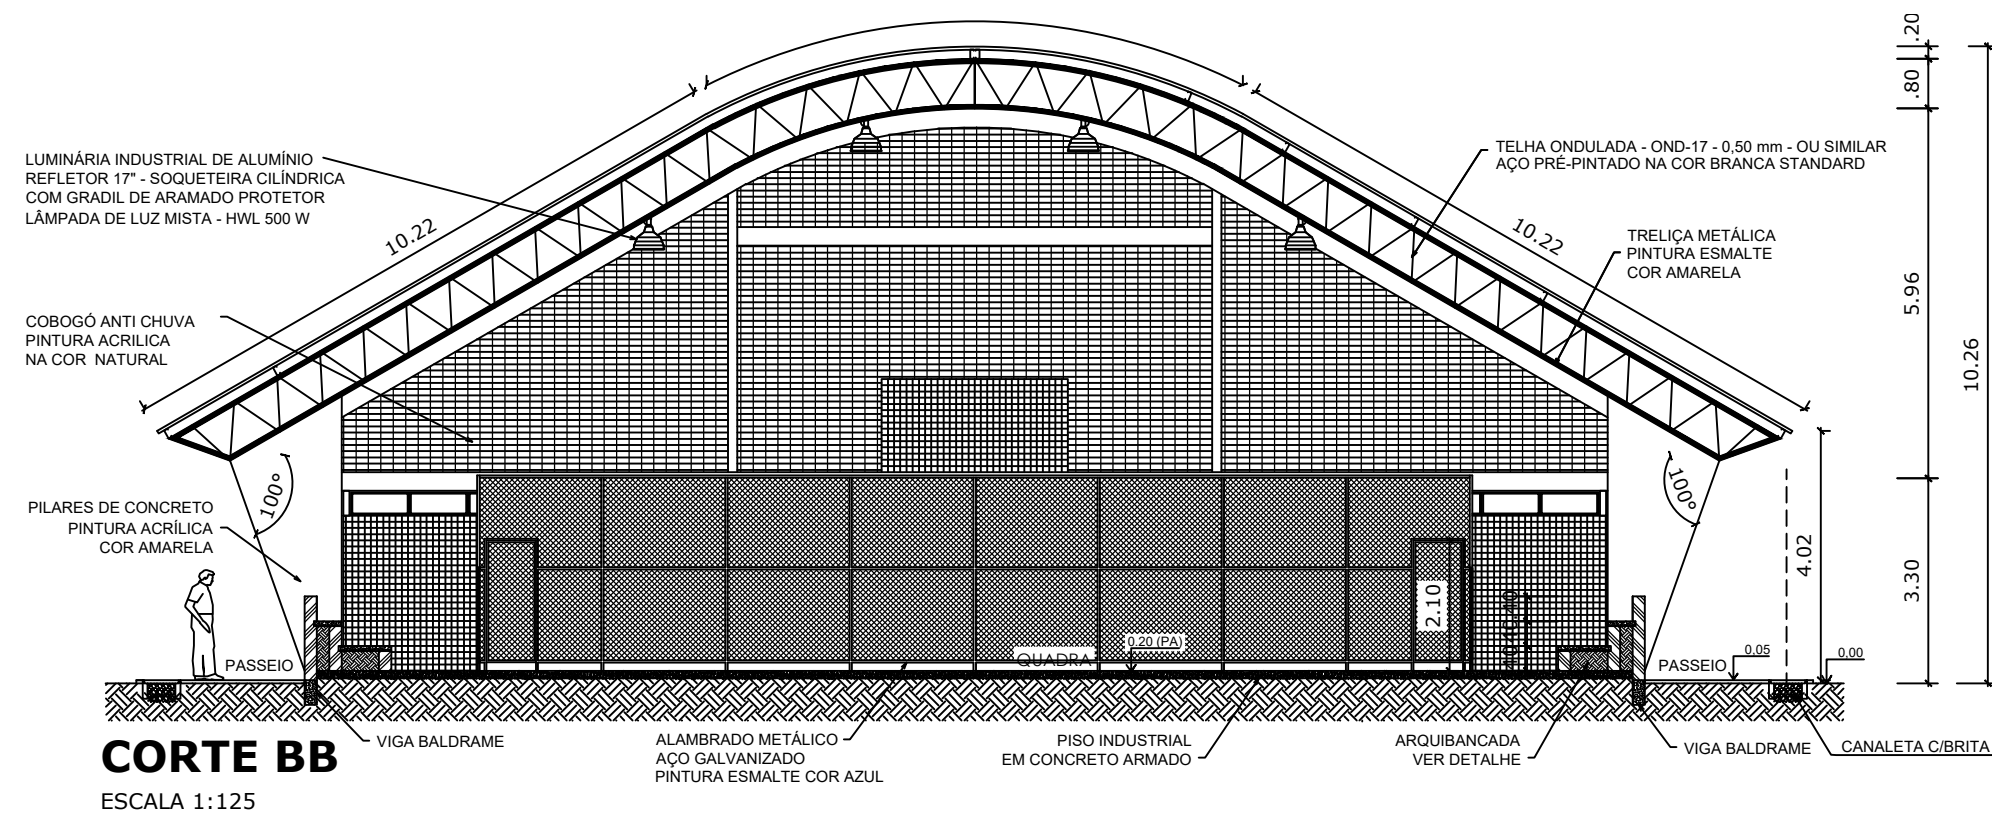 .20
.80
LUMINÁRIA INDUSTRIAL DE ALUMÍNIO
REFLETOR 17" - SOQUETEIRA CILÍNDRICA
COM GRADIL DE ARAMADO PROTETOR
LÂMPADA DE LUZ MISTA - HWL 500 W
10.22
TELHA ONDULADA - OND-17 - 0,50 mm - OU SIMILAR
AÇO PRÉ-PINTADO NA COR BRANCA STANDARD
10.22
TRELIÇA METÁLICA
PINTURA ESMALTE
COR AMARELA
5.96
10.26
COBOGÓ ANTI CHUVA
PINTURA ACRILICA
NA COR NATURAL
100°
100°
PILARES DE CONCRETO
PINTURA ACRÍLICA
COR AMARELA
4.02
3.30
2.10
.40
.40
.40
0.20 (PA)
QUADRA
PASSEIO
PASSEIO
0,05
0,00
VIGA BALDRAME
ALAMBRADO METÁLICO
AÇO GALVANIZADO
PINTURA ESMALTE COR AZUL
PISO INDUSTRIAL
EM CONCRETO ARMADO
ARQUIBANCADA
VER DETALHE
VIGA BALDRAME
CANALETA C/BRITA
CORTE BB
ESCALA 1:125